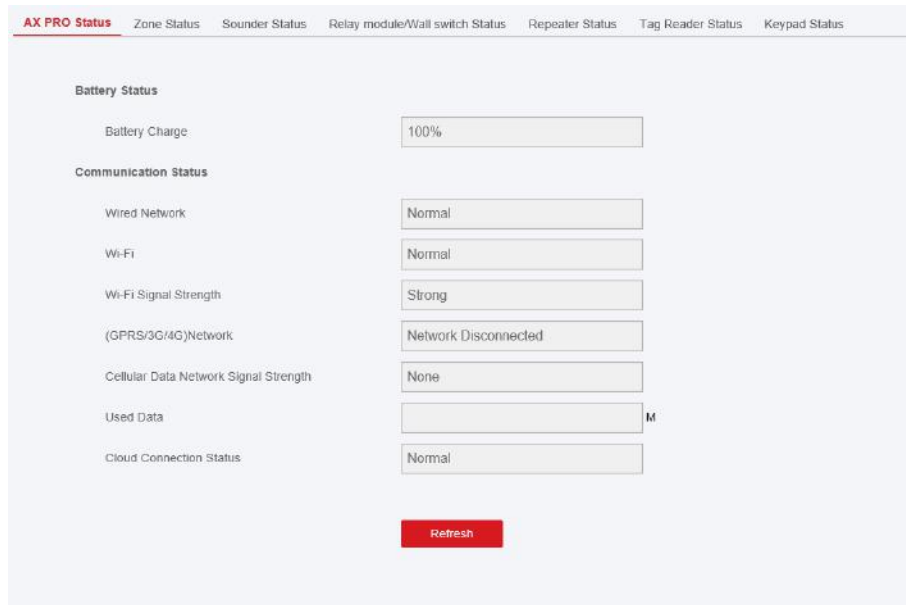 AX PRO Status Zone Status Sounder Status Relay module/Wall switch Status Repeater Status Tag Reader Status Keypad Status
Battery Status
Battery Charge 100%
Communication Status
Wired Network Normal
Wi-Fi Normal
Wi-Fi Signal Strength Strong
(GPRS/3G/4G)Network Network Disconnected
Cellular Data Network Signal Strength None
Used Data M
Cloud Connection Status Normal
Refresh